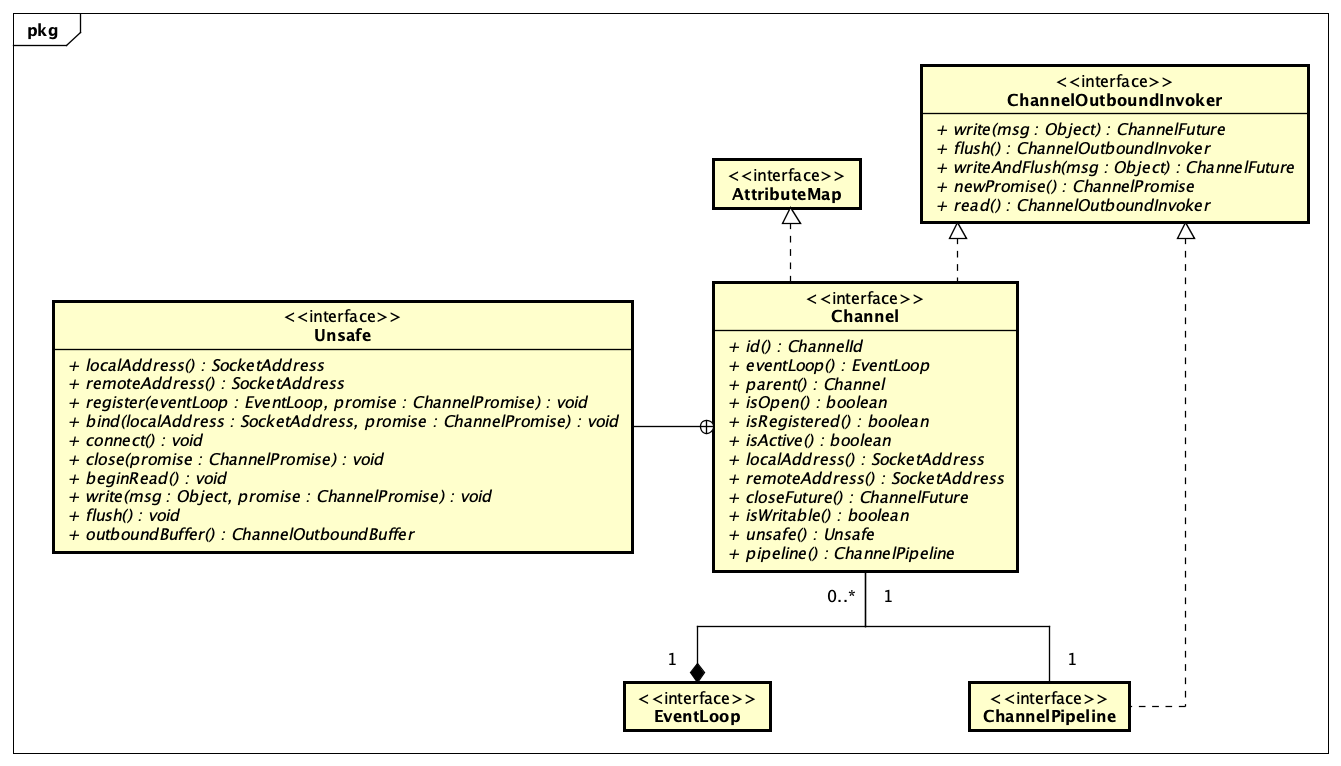 pkg
<<interface>>
ChannelOutboundInvoker
+ write(msg : Object) : ChannelFuture
+ flush() : ChannelOutboundInvoker
+ writeAndFlush(msg : Object) : ChannelFuture
+ newPromise() : ChannelPromise
+ read() : ChannelOutboundInvoker
<<interface>>
AttributeMap
<<interface>>
Unsafe
+ localAddress() : SocketAddress
+ remoteAddress() : SocketAddress
+ register(eventLoop : EventLoop, promise : ChannelPromise) : void
+ bind(localAddress : SocketAddress, promise : ChannelPromise) : void
+ connect() : void
+ close(promise : ChannelPromise) : void
+ beginRead() : void
+ write(msg : Object, promise : ChannelPromise) : void
+ flush() : void
+ outboundBuffer() : ChannelOutboundBuffer
<<interface>>
Channel
+ id() : ChannelId
+ eventLoop() : EventLoop
+ parent() : Channel
+ isOpen() : boolean
+ isRegistered() : boolean
+ isActive() : boolean
+ localAddress() : SocketAddress
+ remoteAddress() : SocketAddress
+ closeFuture() : ChannelFuture
+ isWritable() : boolean
+ unsafe() : Unsafe
+ pipeline() : ChannelPipeline
0..* 1
1 1
<<interface>>
EventLoop
<<interface>>
ChannelPipeline